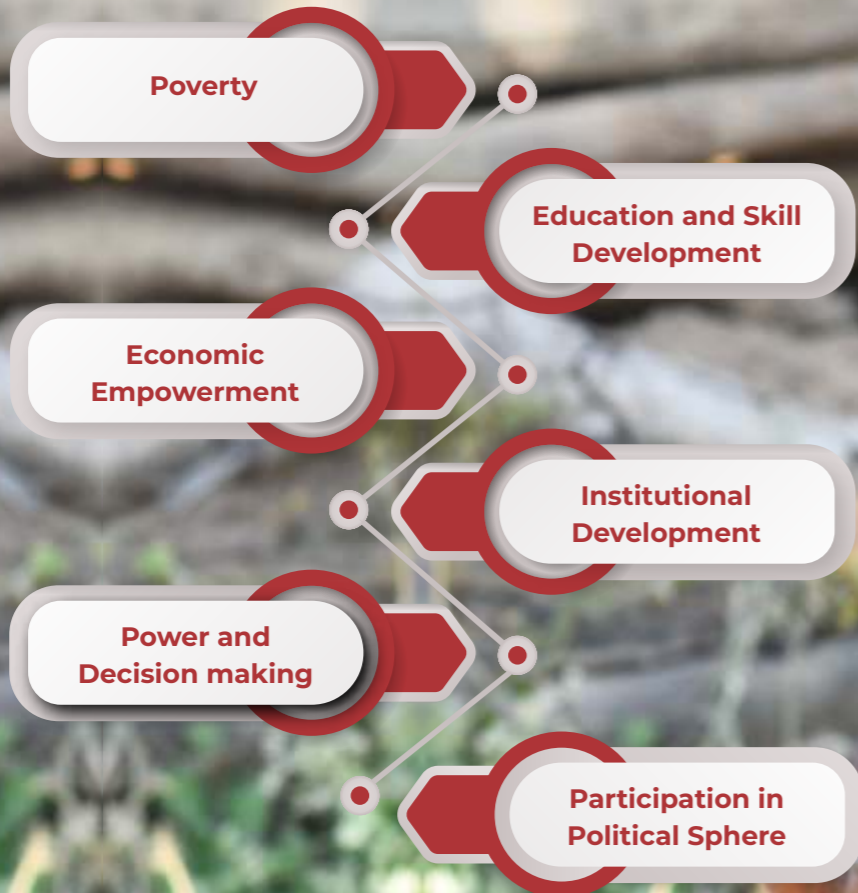 Poverty
Education and Skill
Development
Economic
Empowerment
Institutional
Development
Power and
Decision making
Participation in
Political Sphere